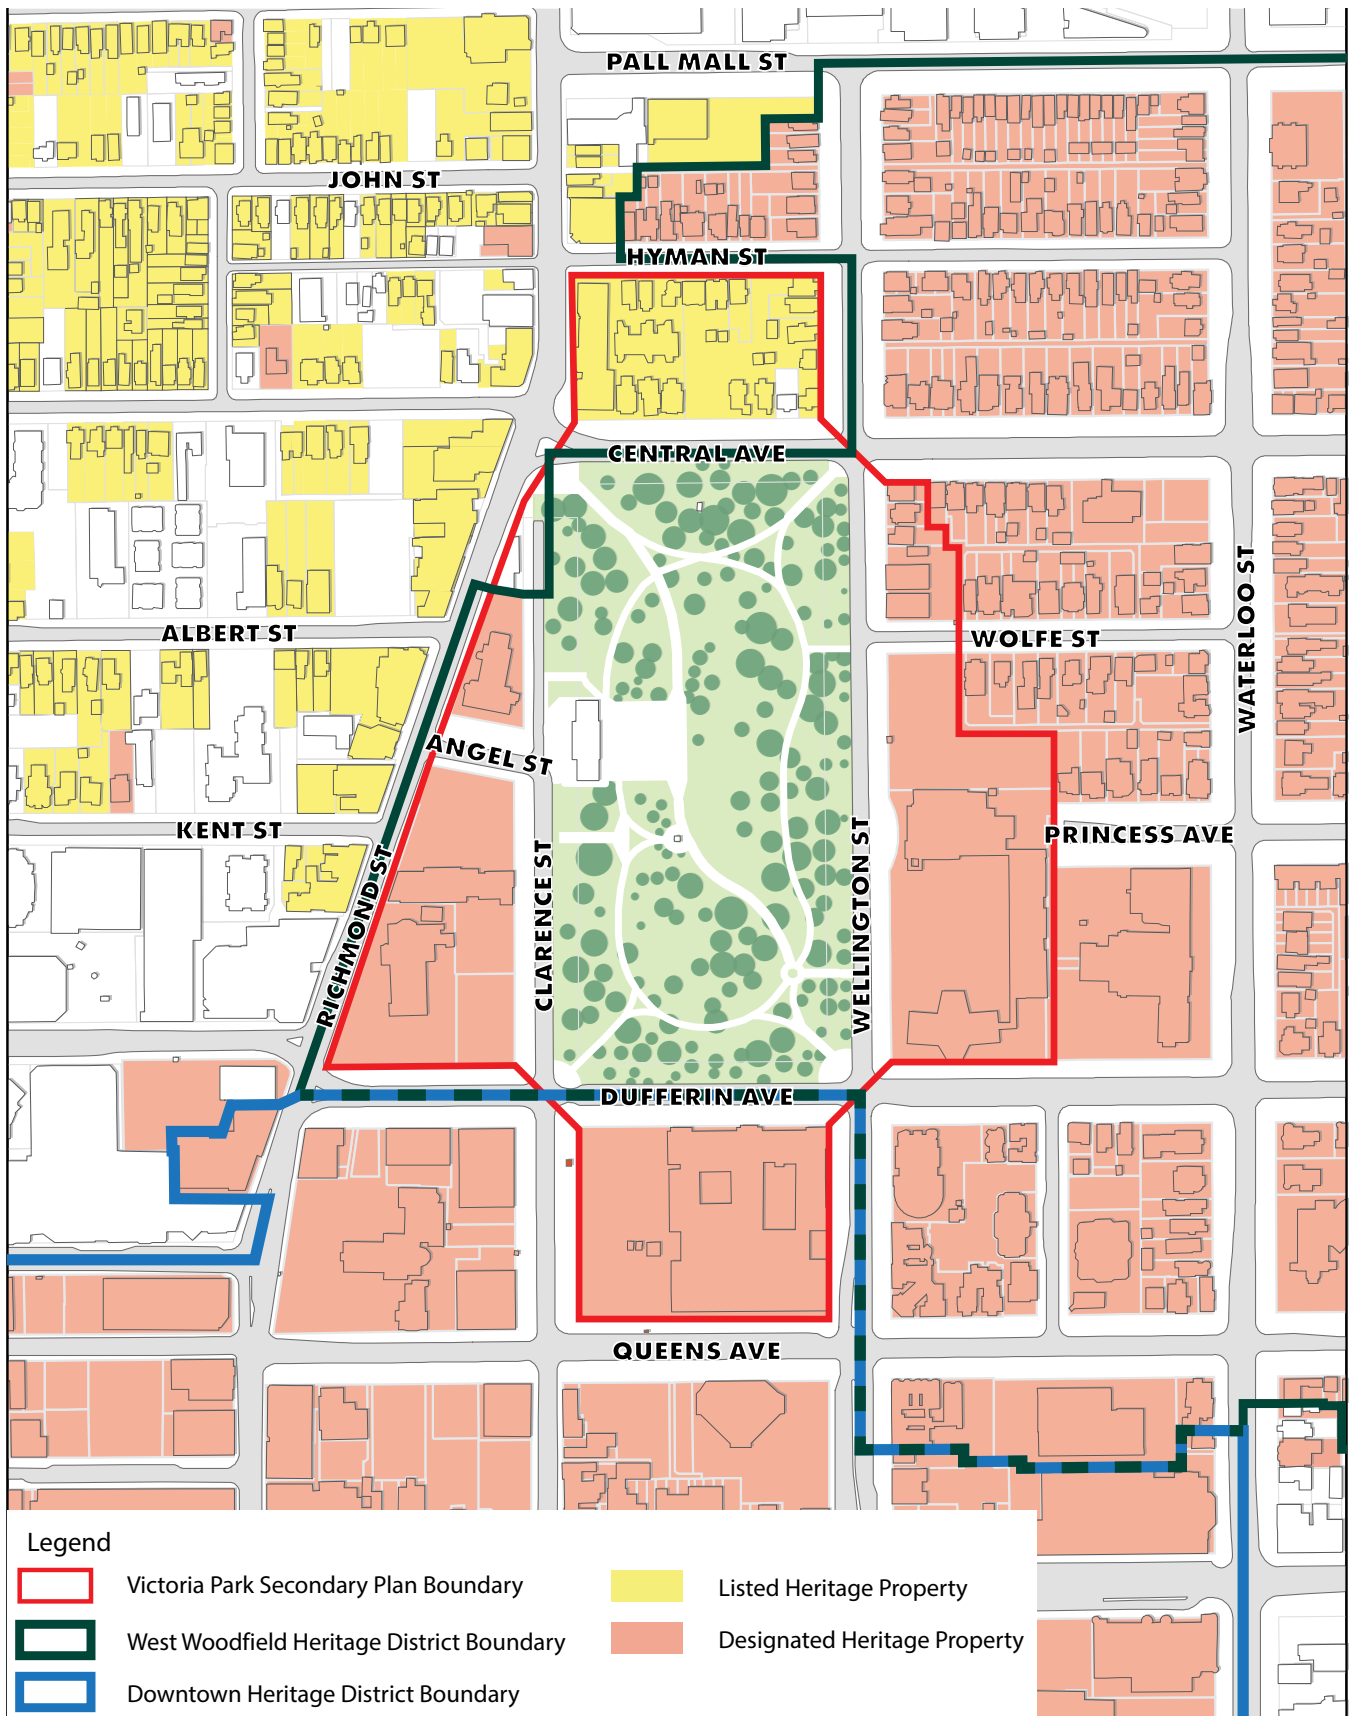 PALL MALL ST
JOHN ST
HYMAN ST
CENTRAL AVE
ALBERT ST
WOLFE ST
WATERLOO ST
ANGEL ST
KENT ST
PRINCESS AVE
RICHMOND ST
CLARENCE ST
WELLINGTON ST
DUFFERIN AVE
QUEENS AVE
Legend
Victoria Park Secondary Plan Boundary
West Woodfield Heritage District Boundary
Downtown Heritage District Boundary
Listed Heritage Property
Designated Heritage Property